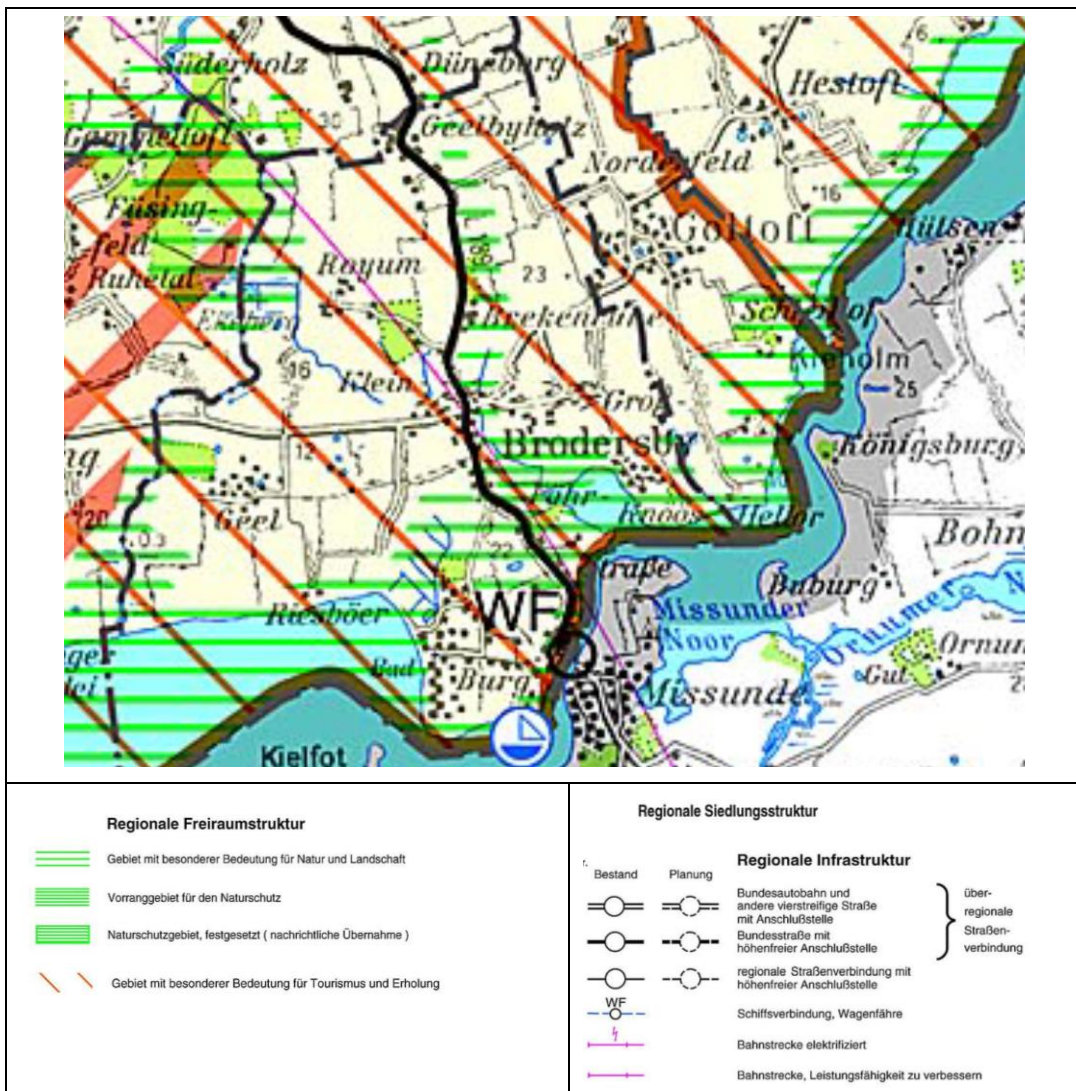 Süderholz
Düneburg
Hestoft
Geelbyholz
Nordenfeld
30
16
Goltoft
Füsing-
feld
Royum
Hülsen
Ruhetal
23
Klein
16
Kieholm
25
Groß-
Brodersby
Königsburg
12
Geel
20
Fähr-
Knoos
Hellör
Bohn
22
straße
Buburg
WF
Missunder
Noor
Ornumer
Riesböer
Bad
Burg
Missunde
Gut
Ornum
Kielfot
Regionale Freiraumstruktur
Gebiet mit besonderer Bedeutung für Natur und Landschaft
Vorranggebiet für den Naturschutz
Naturschutzgebiet, festgesetzt ( nachrichtliche Übernahme )
Gebiet mit besonderer Bedeutung für Tourismus und Erholung
Regionale Siedlungsstruktur
r.
Regionale Infrastruktur
Bestand Planung
Bundesautobahn und
andere vierstreifige Straße
mit Anschlußstelle
Bundesstraße mit
höhenfreier Anschlußstelle
über-
regionale
Straßen-
verbindung
regionale Straßenverbindung mit
höhenfreier Anschlußstelle
WF
Schiffsverbindung, Wagenfähre
Bahnstrecke elektrifiziert
Bahnstrecke, Leistungsfähigkeit zu verbessern